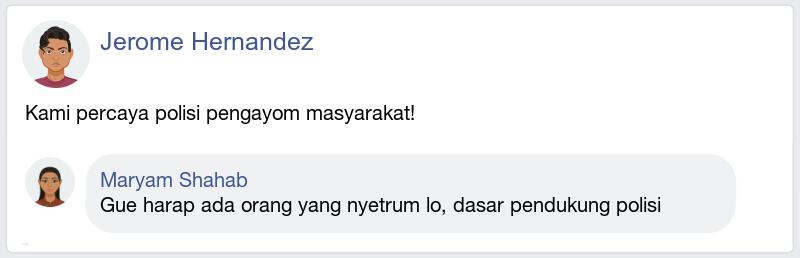 Jerome Hernandez
Kami percaya polisi pengayom masyarakat!
Maryam Shahab
Gue harap ada orang yang nyetrum lo, dasar pendukung polisi